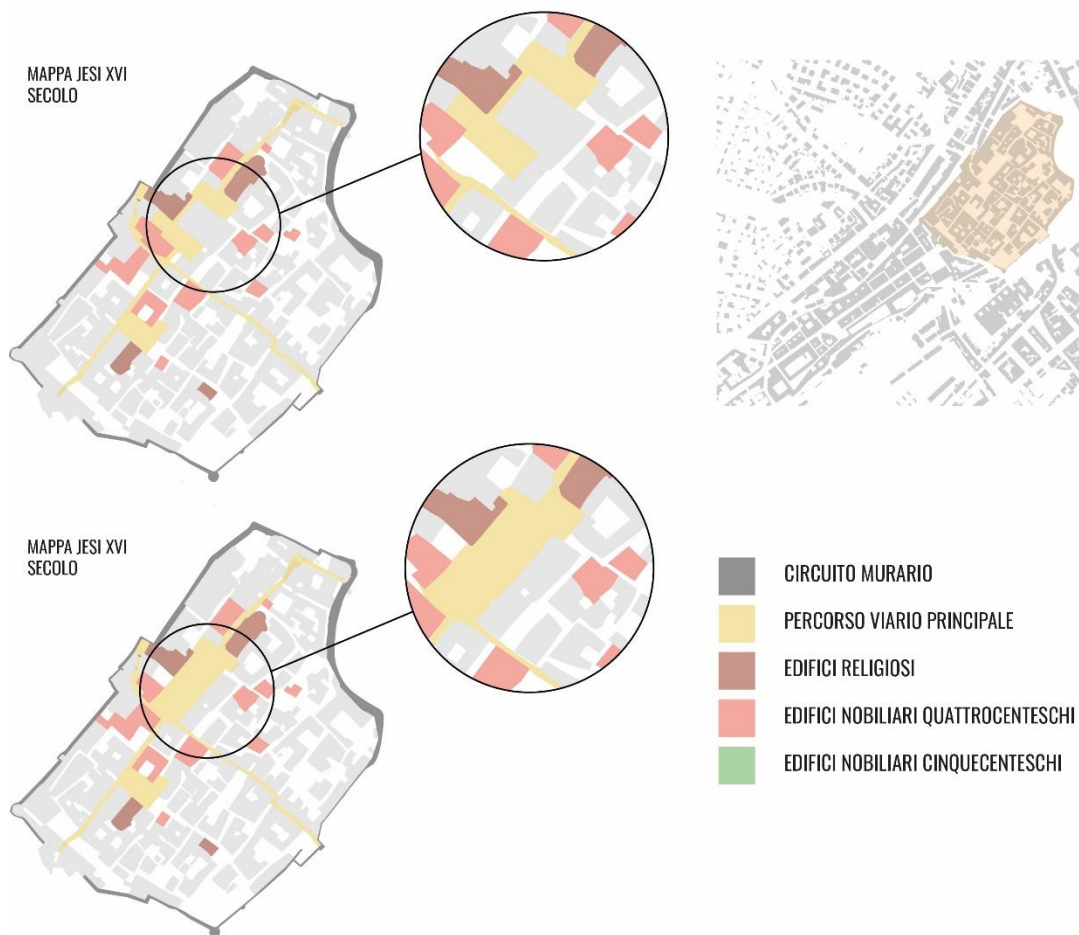 MAPPA JESI XVI
SECOLO
MAPPA JESI XVI
SECOLO
CIRCUITO MURARIO
PERCORSO VIARIO PRINCIPALE
EDIFICI RELIGIOSI
EDIFICI NOBILIARI QUATTROCENTESCHI
EDIFICI NOBILIARI CINQUECENTESCHI